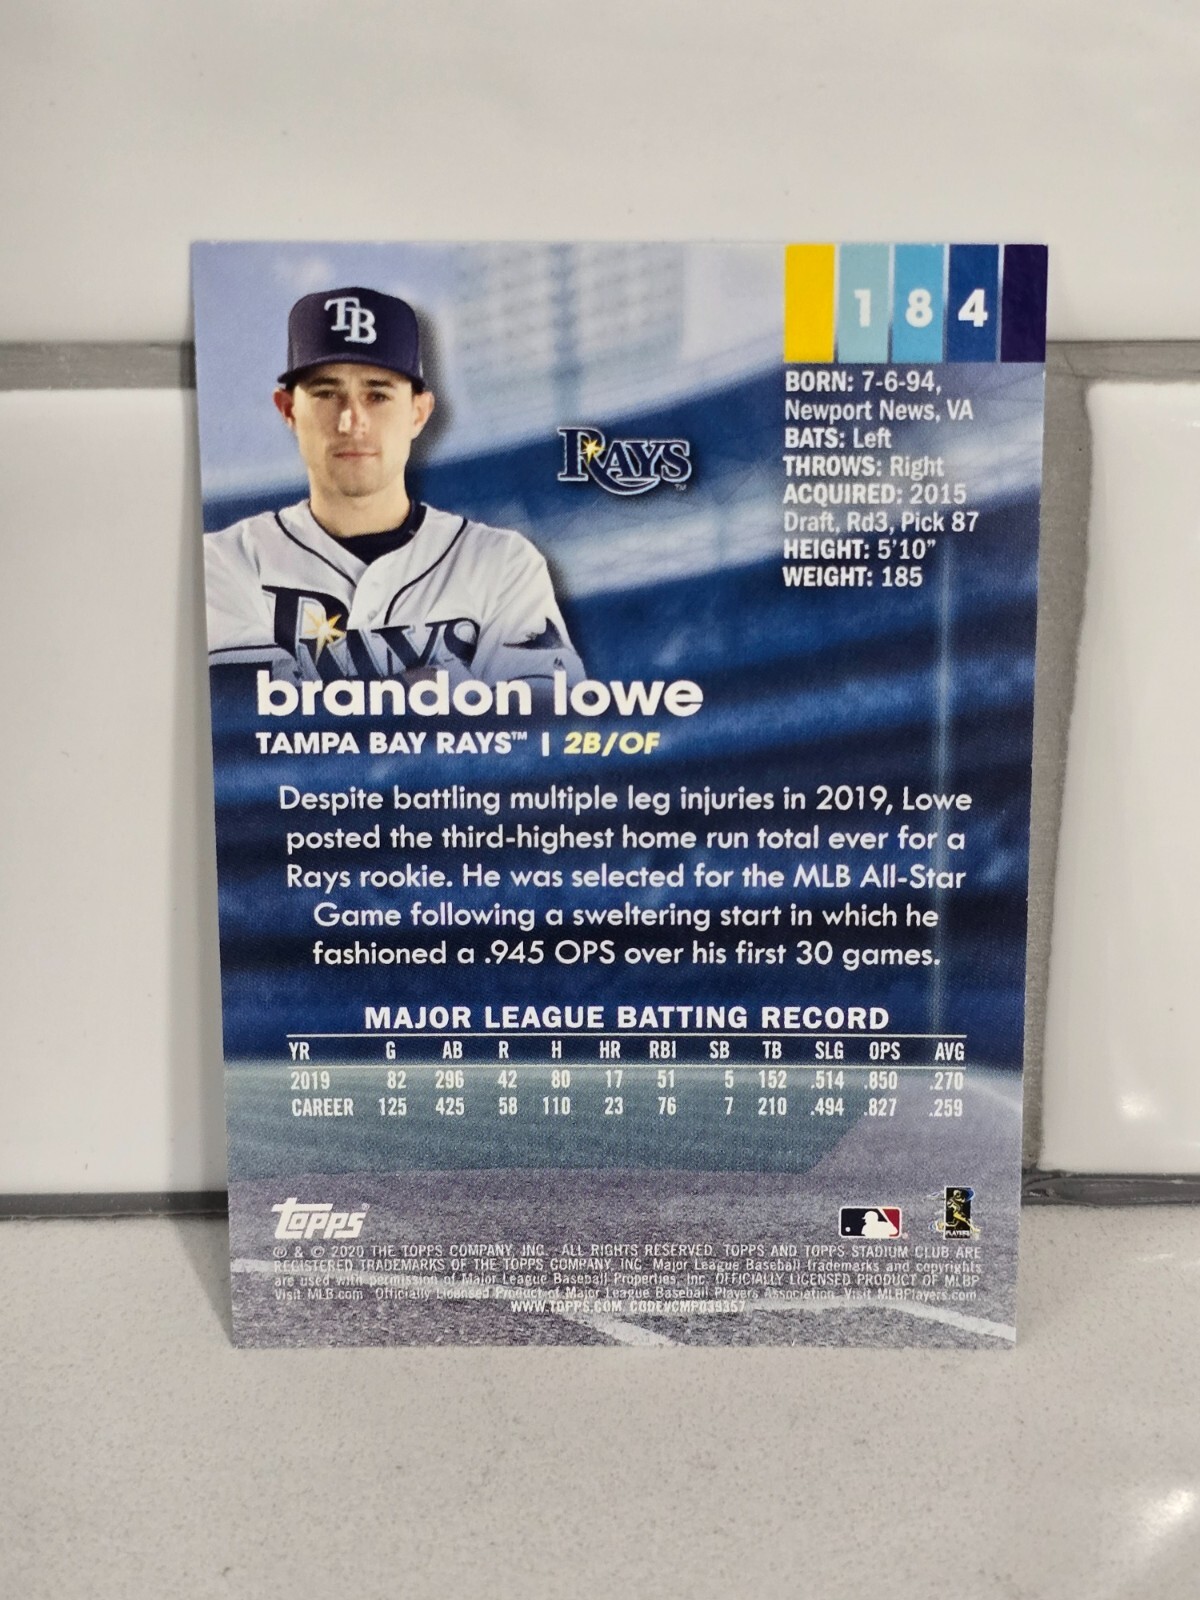 TB
1 8 4
BORN: 7-6-94,
Newport News, VA
BATS: Left
THROWS: Right
ACQUIRED: 2015
Draft, Rd3, Pick 87
HEIGHT: 5'10"
WEIGHT: 185
RAYS™
RAYS
brandon lowe
TAMPA BAY RAYS™ | 2B/OF
Despite battling multiple leg injuries in 2019, Lowe
posted the third-highest home run total ever for a
Rays rookie. He was selected for the MLB All-Star
Game following a sweltering start in which he
fashioned a .945 OPS over his first 30 games.
MAJOR LEAGUE BATTING RECORD
YR G AB R H HR RBI SB TB SLG OPS AVG
2019 82 296 42 80 17 51 5 152 .514 .850 .270
CAREER 125 425 58 110 23 76 7 210 .494 .827 .259
topps
PLAYERS
® & © 2020 THE TOPPS COMPANY, INC. ALL RIGHTS RESERVED. TOPPS AND TOPPS STADIUM CLUB ARE
REGISTERED TRADEMARKS OF THE TOPPS COMPANY, INC. Major League Baseball trademarks and copyrights
are used with permission of Major League Baseball Properties, Inc. OFFICIALLY LICENSED PRODUCT OF MLBP
Visit MLB.com Officially Licensed Product of Major League Baseball Players Association. Visit MLBPlayers.com.
WWW.TOPPS.COM. CODE#CMP039357